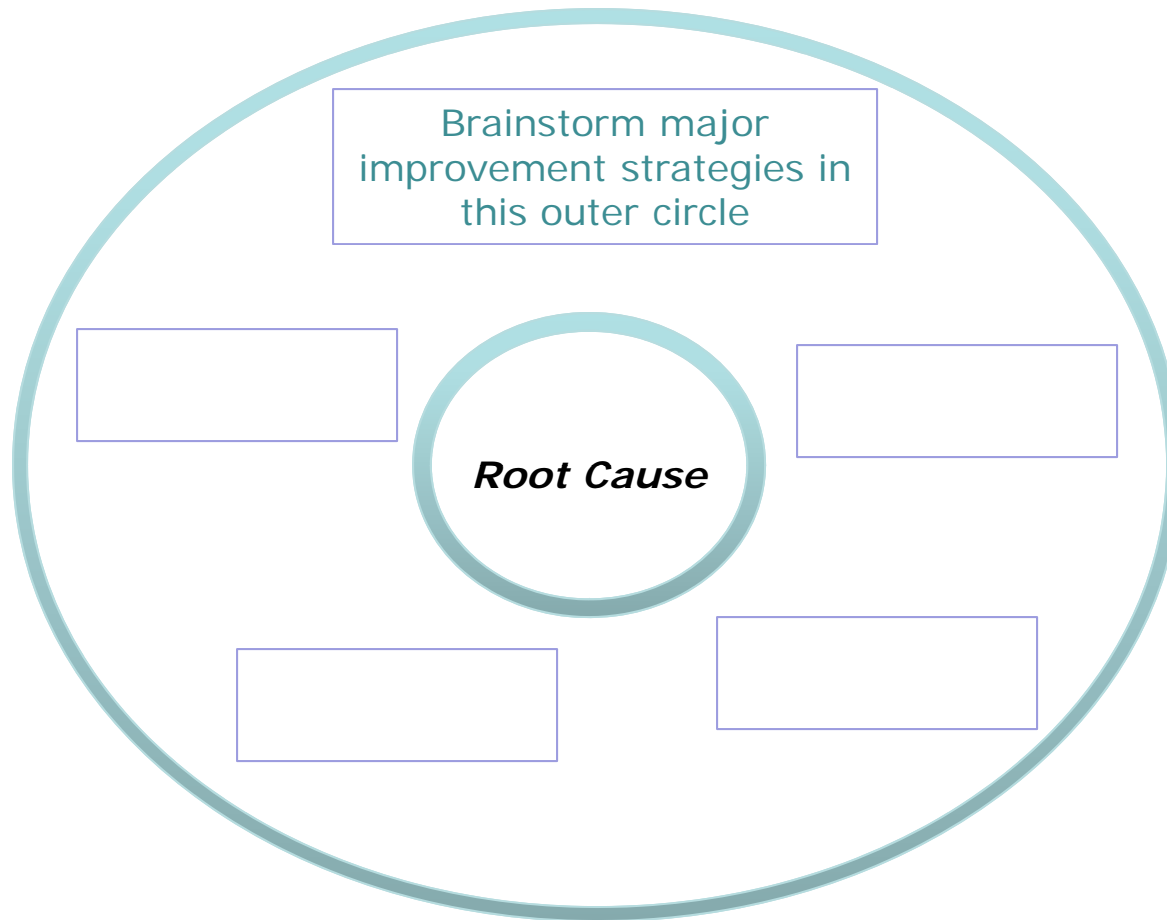 Brainstorm major
improvement strategies in
this outer circle
Root Cause